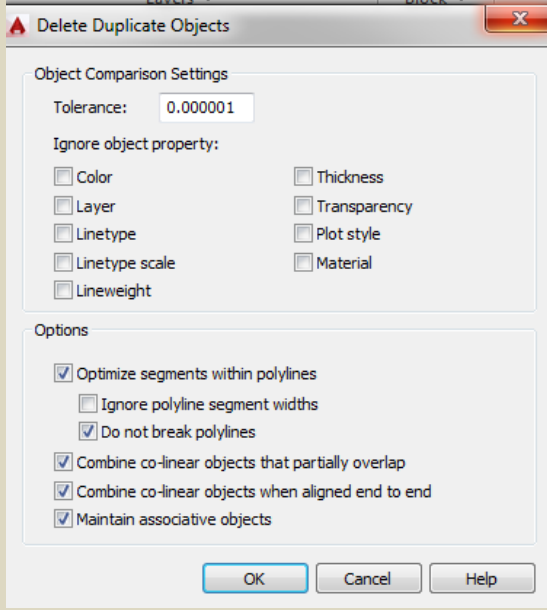 Layers
Block
Delete Duplicate Objects
Object Comparison Settings
Tolerance: 0.000001
Ignore object property:
Color
Thickness
Layer
Transparency
Linetype
Plot style
Linetype scale
Material
Lineweight
Options
Optimize segments within polylines
Ignore polyline segment widths
Do not break polylines
Combine co-linear objects that partially overlap
Combine co-linear objects when aligned end to end
Maintain associative objects
OK
Cancel
Help